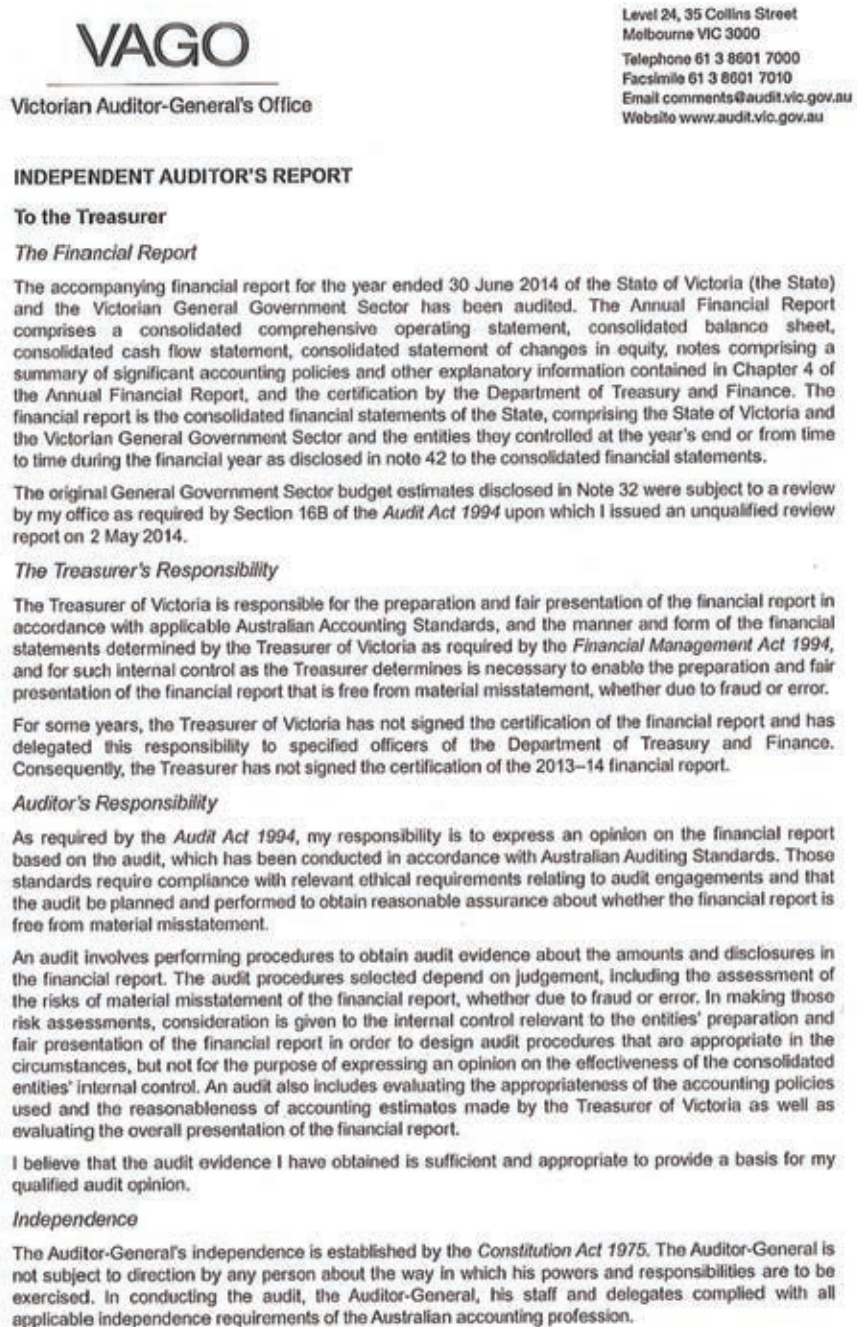 VAGO
Victorian Auditor-General's Office
Level 24, 35 Collins Street
Melbourne VIC 3000
Telephone 61 3 8601 7000
Facsimile 61 3 8601 7010
Email comments@audit.vic.gov.au
Website www.audit.vic.gov.au
INDEPENDENT AUDITOR'S REPORT
To the Treasurer
The Financial Report
The accompanying financial report for the year ended 30 June 2014 of the State of Victoria (the State)
and the Victorian General Government Sector has been audited. The Annual Financial Report
comprises a consolidated comprehensive operating statement, consolidated balance sheet,
consolidated cash flow statement, consolidated statement of changes in equity, notes comprising a
summary of significant accounting policies and other explanatory information contained in Chapter 4 of
the Annual Financial Report, and the certification by the Department of Treasury and Finance. The
financial report is the consolidated financial statements of the State, comprising the State of Victoria and
the Victorian General Government Sector and the entities they controlled at the year's end or from time
to time during the financial year as disclosed in note 42 to the consolidated financial statements.
The original General Government Sector budget estimates disclosed in Note 32 were subject to a review
by my office as required by Section 16B of the Audit Act 1994 upon which I issued an unqualified review
report on 2 May 2014.
The Treasurer's Responsibility
The Treasurer of Victoria is responsible for the preparation and fair presentation of the financial report in
accordance with applicable Australian Accounting Standards, and the manner and form of the financial
statements determined by the Treasurer of Victoria as required by the Financial Management Act 1994,
and for such internal control as the Treasurer determines is necessary to enable the preparation and fair
presentation of the financial report that is free from material misstatement, whether due to fraud or error.
For some years, the Treasurer of Victoria has not signed the certification of the financial report and has
delegated this responsibility to specified officers of the Department of Treasury and Finance.
Consequently, the Treasurer has not signed the certification of the 2013–14 financial report.
Auditor's Responsibility
As required by the Audit Act 1994, my responsibility is to express an opinion on the financial report
based on the audit, which has been conducted in accordance with Australian Auditing Standards. Those
standards require compliance with relevant ethical requirements relating to audit engagements and that
the audit be planned and performed to obtain reasonable assurance about whether the financial report is
free from material misstatement.
An audit involves performing procedures to obtain audit evidence about the amounts and disclosures in
the financial report. The audit procedures selected depend on judgement, including the assessment of
the risks of material misstatement of the financial report, whether due to fraud or error. In making those
risk assessments, consideration is given to the internal control relevant to the entities' preparation and
fair presentation of the financial report in order to design audit procedures that are appropriate in the
circumstances, but not for the purpose of expressing an opinion on the effectiveness of the consolidated
entities' internal control. An audit also includes evaluating the appropriateness of the accounting policies
used and the reasonableness of accounting estimates made by the Treasurer of Victoria as well as
evaluating the overall presentation of the financial report.
I believe that the audit evidence I have obtained is sufficient and appropriate to provide a basis for my
qualified audit opinion.
Independence
The Auditor-General's independence is established by the Constitution Act 1975. The Auditor-General is
not subject to direction by any person about the way in which his powers and responsibilities are to be
exercised. In conducting the audit, the Auditor-General, his staff and delegates complied with all
applicable independence requirements of the Australian accounting profession.